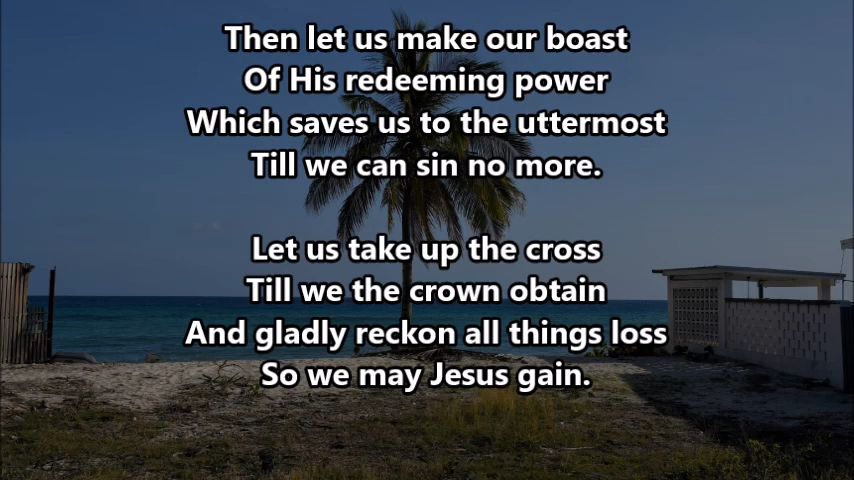 Then let us make our boast
Of His redeeming power
Which saves us to the uttermost
Till we can sin no more.
Let us take up the cross
Till we the crown obtain
And gladly reckon all things loss
So we may Jesus gain.